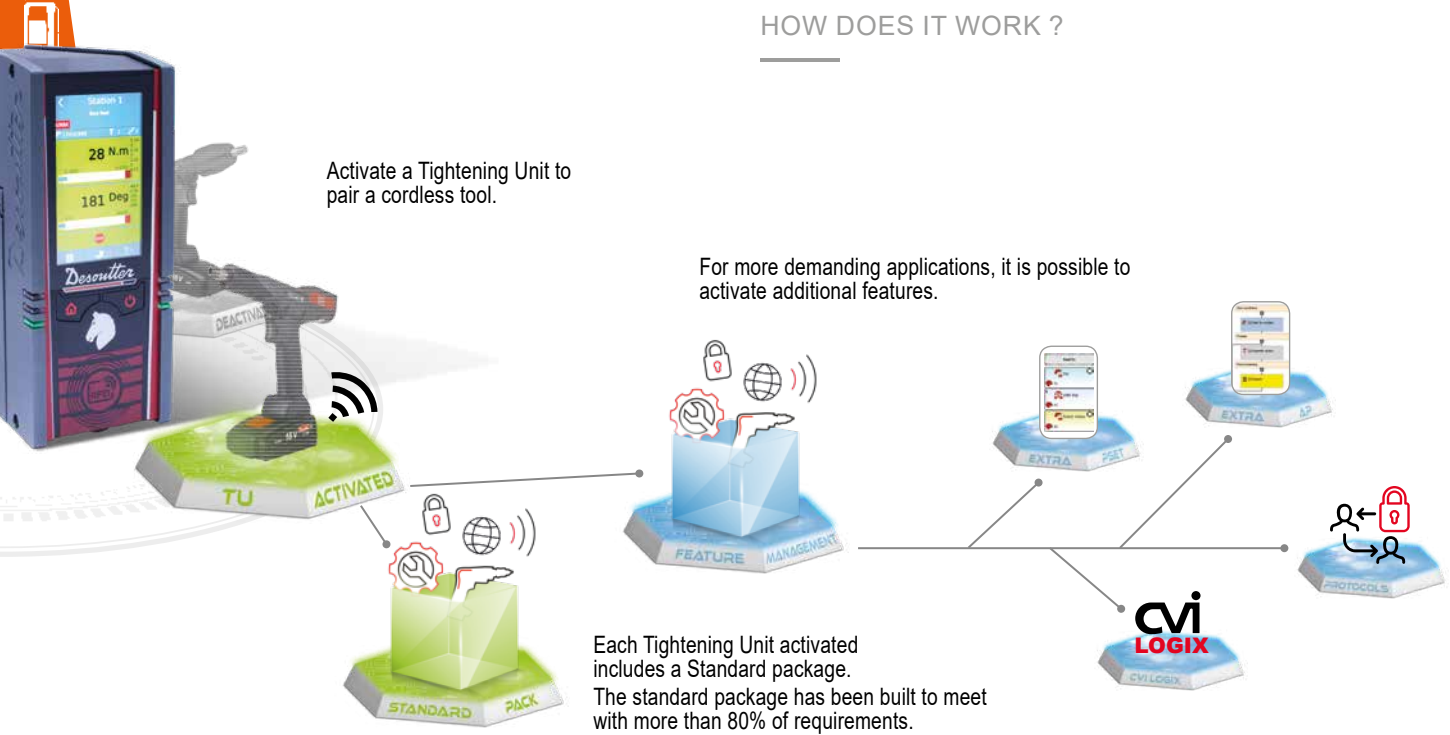 HOW DOES IT WORK ?
Station 1
28 N.m
181 Deg
Desoutter
Activate a Tightening Unit to
pair a cordless tool.
DEACTIVA
18V
TU ACTIVATED
For more demanding applications, it is possible to
activate additional features.
EXTRA PSET
EXTRA AP
FEATURE MANAGEMENT
PROTOCOLS
CVI
LOGIX
CVI LOGIX
STANDARD PACK
Each Tightening Unit activated
includes a Standard package.
The standard package has been built to meet
with more than 80% of requirements.